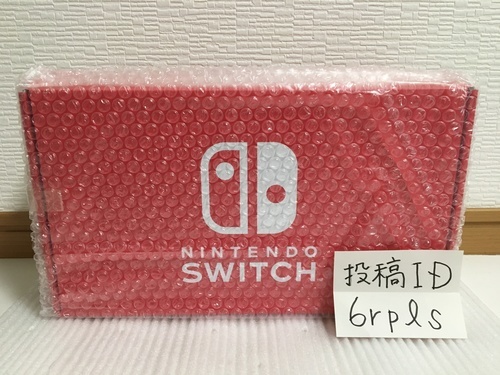 NINTENDO
SWITCH
投稿ID
6rpls